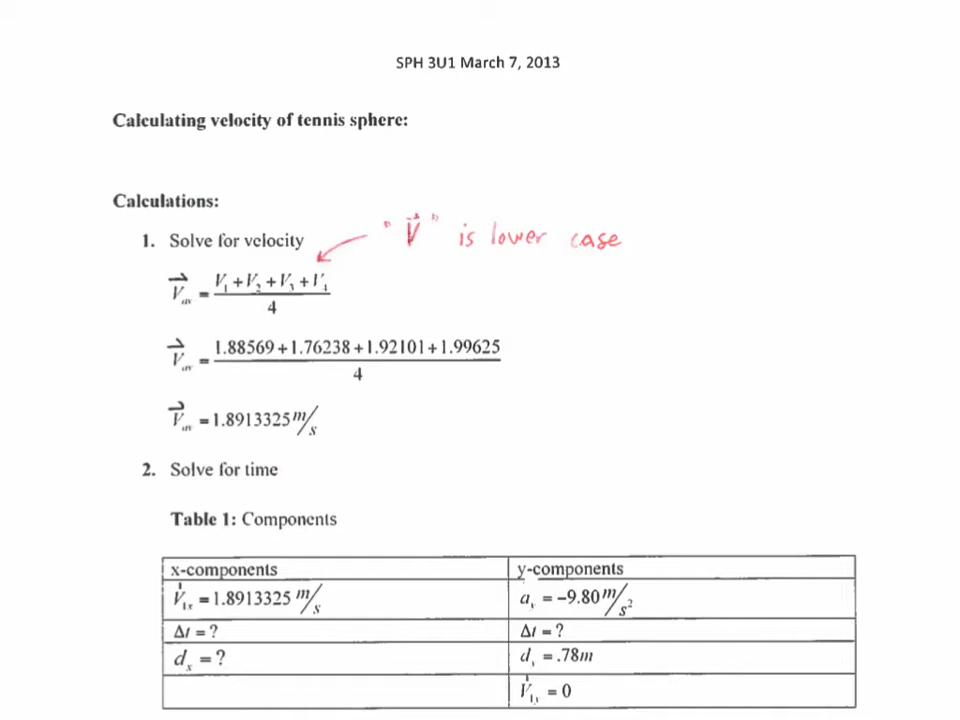 SPH 3U1 March 7, 2013
Calculating velocity of tennis sphere:
Calculations:
1. Solve for velocity
"V⃗" is lower case
V⃗av = (V1 + V2 + V3 + V4) / 4
V⃗av = (1.88569 + 1.76238 + 1.92101 + 1.99625) / 4
V⃗av = 1.8913325 m/s
2. Solve for time
Table 1: Components
x-components y-components
V1x = 1.8913325 m/s ay = -9.80 m/s²
Δt = ? Δt = ?
dx = ? dy = .78m
V1y = 0